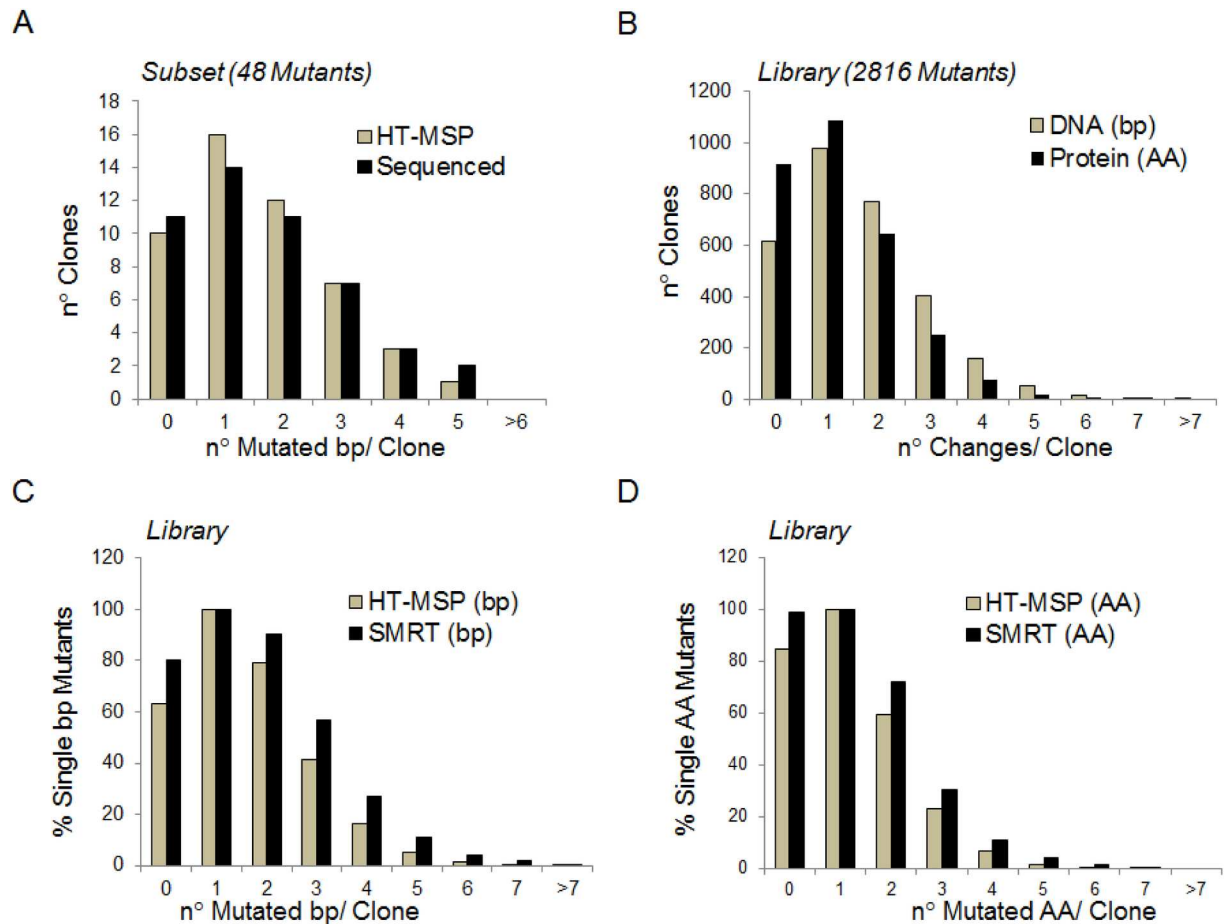 A
Subset (48 Mutants)
n° Clones
18
16
14
12
10
8
6
4
2
0
HT-MSP
Sequenced
0 1 2 3 4 5 >6
n° Mutated bp/ Clone
B
Library (2816 Mutants)
n° Clones
1200
1000
800
600
400
200
0
DNA (bp)
Protein (AA)
0 1 2 3 4 5 6 7 >7
n° Changes/ Clone
C
Library
% Single bp Mutants
120
100
80
60
40
20
0
HT-MSP (bp)
SMRT (bp)
0 1 2 3 4 5 6 7 >7
n° Mutated bp/ Clone
D
Library
% Single AA Mutants
120
100
80
60
40
20
0
HT-MSP (AA)
SMRT (AA)
0 1 2 3 4 5 6 7 >7
n° Mutated AA/ Clone